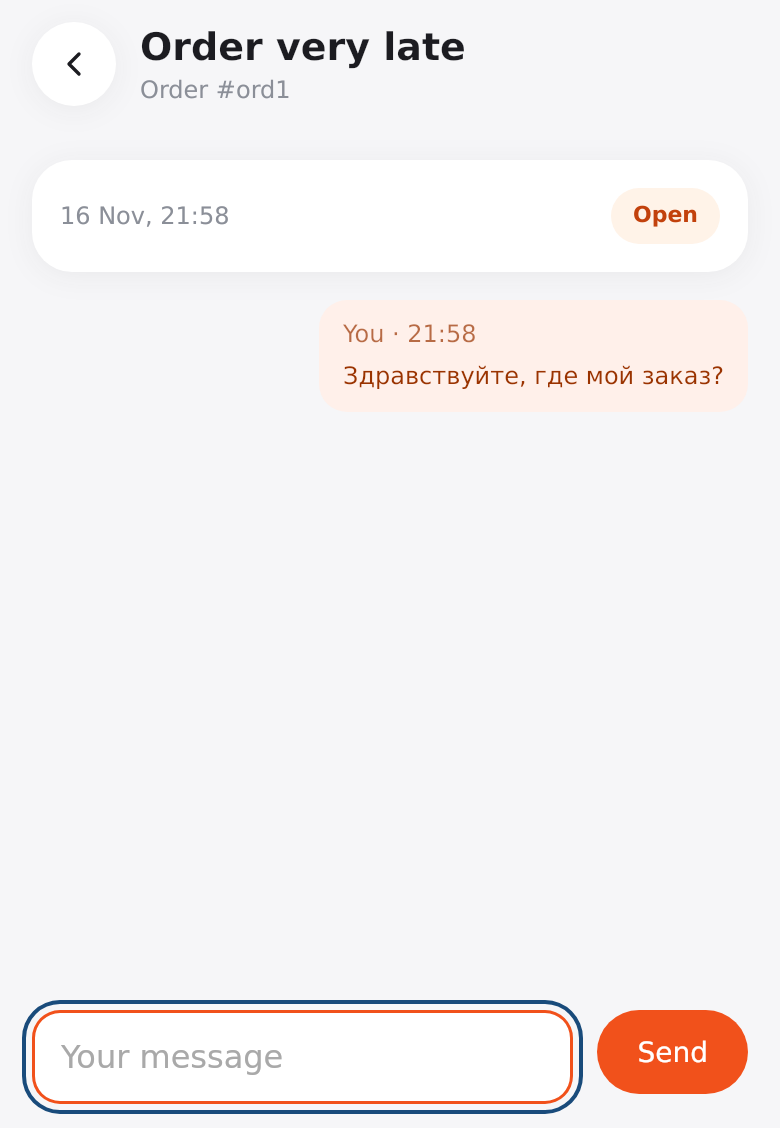 Order very late
Order #ord1
16 Nov, 21:58
Open
You · 21:58
Здравствуйте, где мой заказ?
Your message
Send